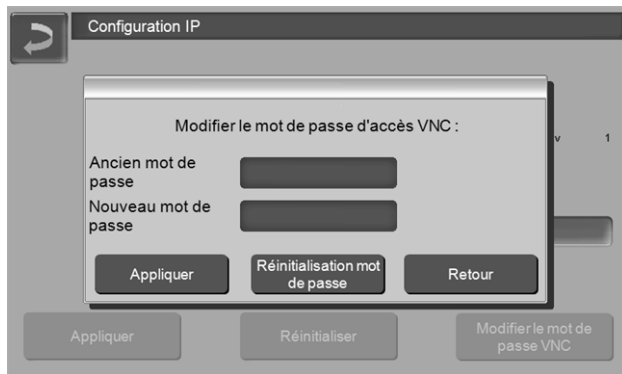 Configuration IP
Modifier le mot de passe d'accès VNC :
v 1
Ancien mot de
passe
Nouveau mot de
passe
Appliquer
Réinitialisation mot
de passe
Retour
Appliquer
Réinitialiser
Modifier le mot de
passe VNC